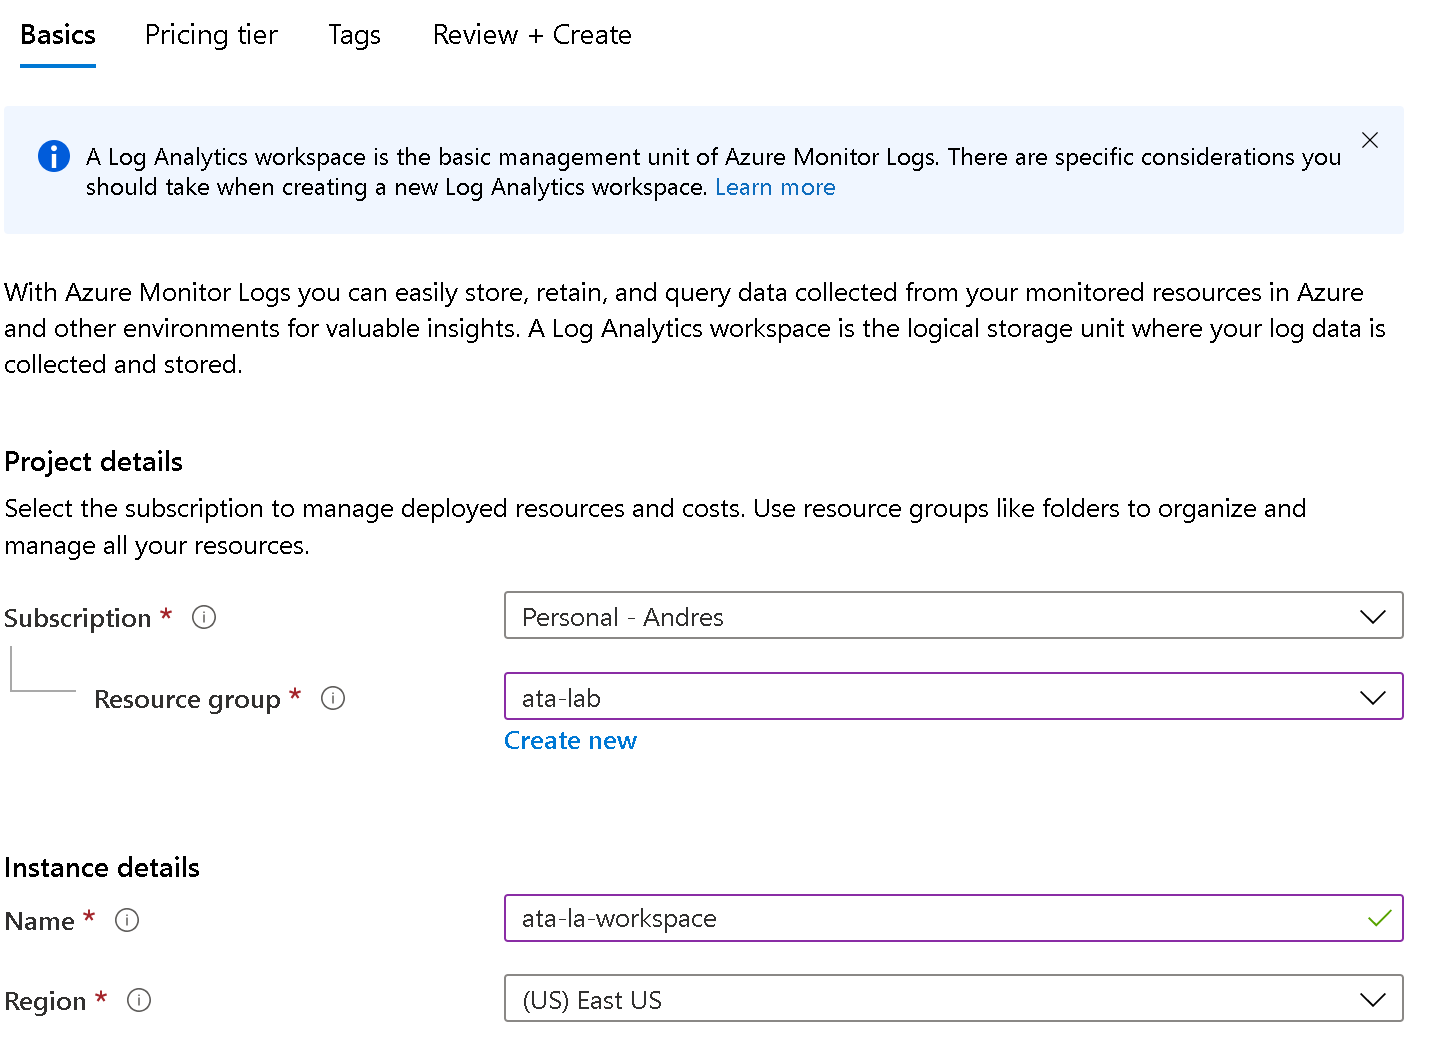 Basics Pricing tier Tags Review + Create
A Log Analytics workspace is the basic management unit of Azure Monitor Logs. There are specific considerations you
should take when creating a new Log Analytics workspace. Learn more
With Azure Monitor Logs you can easily store, retain, and query data collected from your monitored resources in Azure
and other environments for valuable insights. A Log Analytics workspace is the logical storage unit where your log data is
collected and stored.
Project details
Select the subscription to manage deployed resources and costs. Use resource groups like folders to organize and
manage all your resources.
Subscription * Personal - Andres
Resource group * ata-lab
Create new
Instance details
Name * ata-la-workspace
Region * (US) East US